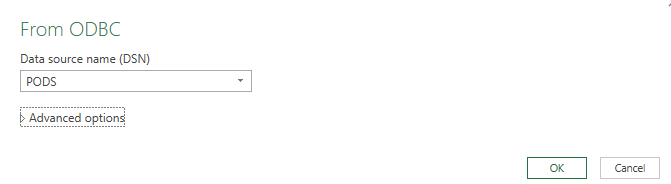 From ODBC
Data source name (DSN)
PODS
Advanced options
OK Cancel